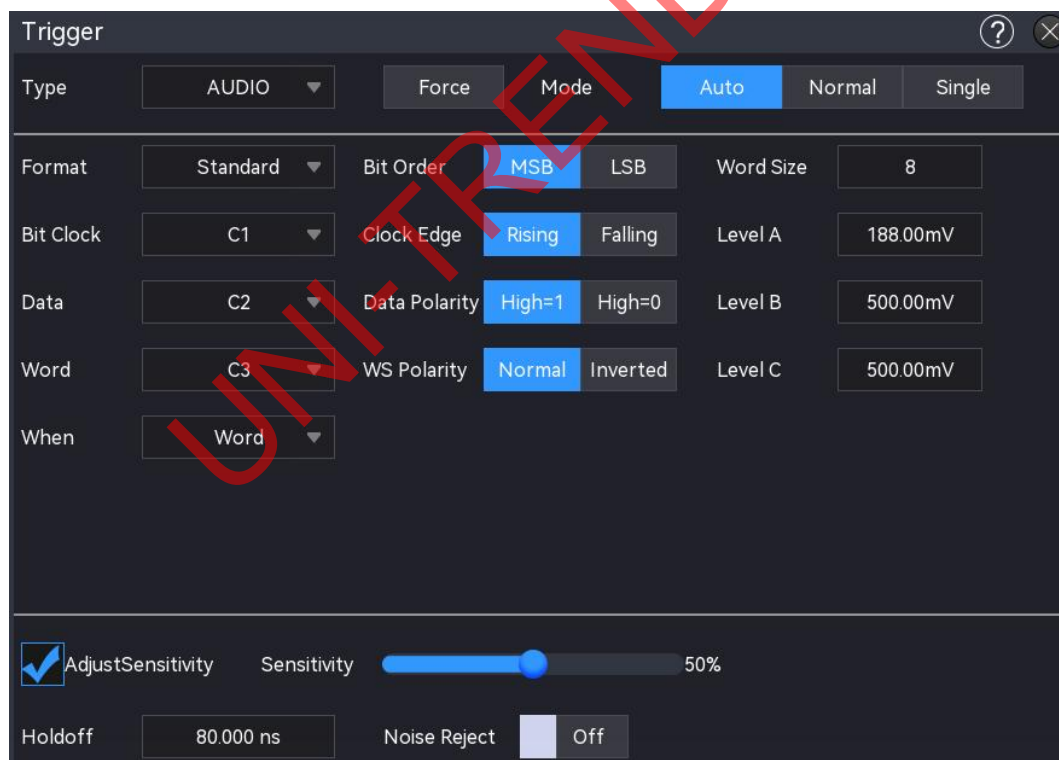 Trigger ?
Type AUDIO Force Mode Auto Normal Single
Format Standard Bit Order MSB LSB Word Size 8
Bit Clock C1 Clock Edge Rising Falling Level A 188.00mV
Data C2 Data Polarity High=1 High=0 Level B 500.00mV
Word C3 WS Polarity Normal Inverted Level C 500.00mV
When Word
AdjustSensitivity Sensitivity 50%
Holdoff 80.000 ns Noise Reject Off
UNI-TREND